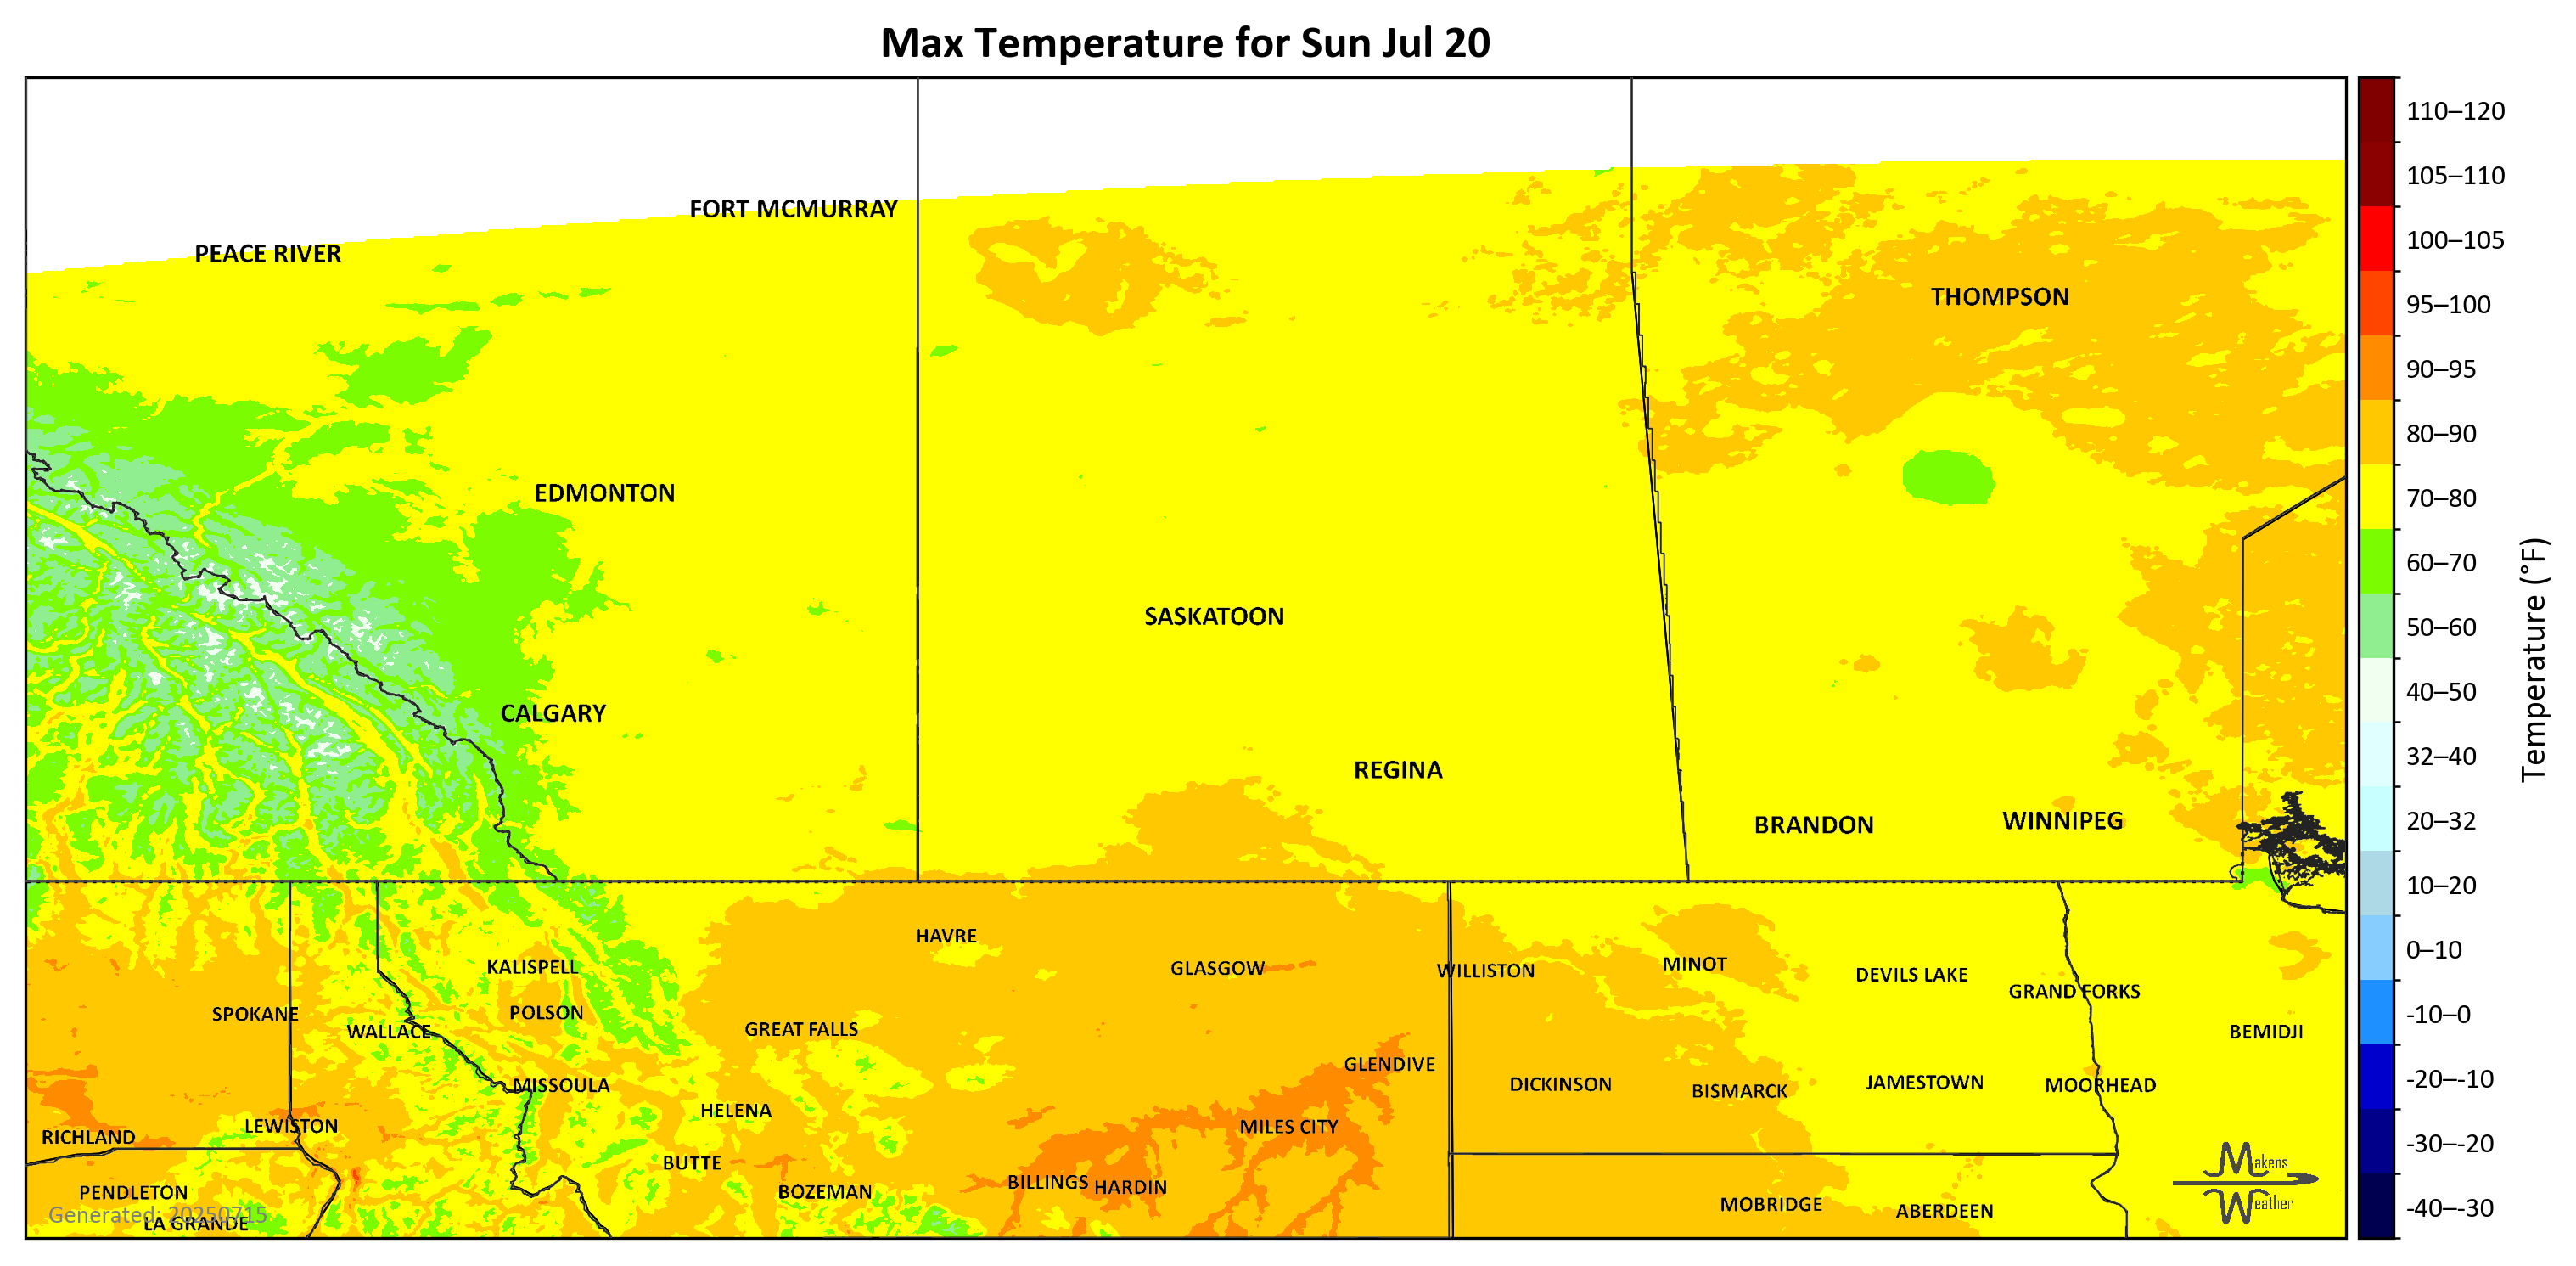 Max Temperature for Sun Jul 20
FORT MCMURRAY
PEACE RIVER
THOMPSON
EDMONTON
SASKATOON
CALGARY
REGINA
BRANDON
WINNIPEG
HAVRE
KALISPELL
GLASGOW
WILLISTON
MINOT
DEVILS LAKE
GRAND FORKS
SPOKANE
POLSON
WALLACE
GREAT FALLS
BEMIDJI
GLENDIVE
MISSOULA
DICKINSON
BISMARCK
JAMESTOWN
MOORHEAD
HELENA
LEWISTON
MILES CITY
RICHLAND
BUTTE
BILLINGS
HARDIN
PENDLETON
BOZEMAN
MOBRIDGE
ABERDEEN
LA GRANDE
Generated: 20250715
Makens
Weather
110–120
105–110
100–105
95–100
90–95
80–90
70–80
60–70
50–60
40–50
32–40
20–32
10–20
0–10
-10–0
-20–-10
-30–-20
-40–-30
Temperature (°F)